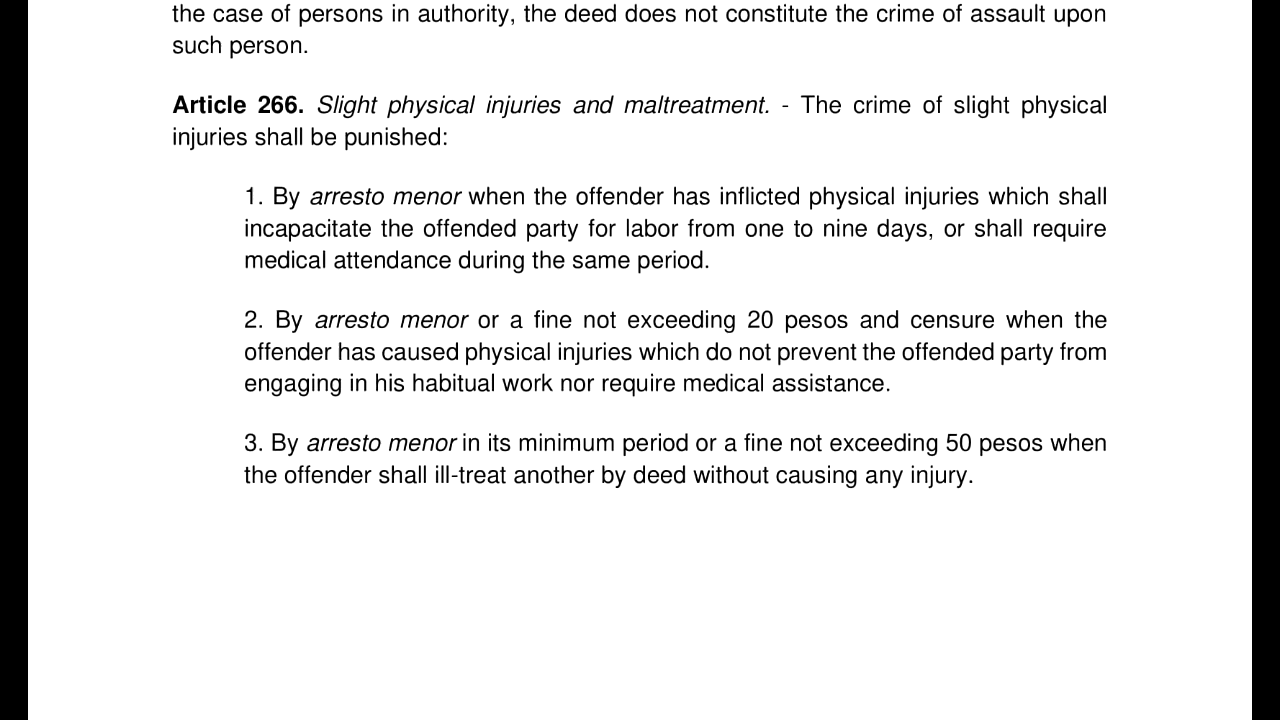 the case of persons in authority, the deed does not constitute the crime of assault upon
such person.
Article 266. Slight physical injuries and maltreatment. - The crime of slight physical
injuries shall be punished:
1. By arresto menor when the offender has inflicted physical injuries which shall
incapacitate the offended party for labor from one to nine days, or shall require
medical attendance during the same period.
2. By arresto menor or a fine not exceeding 20 pesos and censure when the
offender has caused physical injuries which do not prevent the offended party from
engaging in his habitual work nor require medical assistance.
3. By arresto menor in its minimum period or a fine not exceeding 50 pesos when
the offender shall ill-treat another by deed without causing any injury.